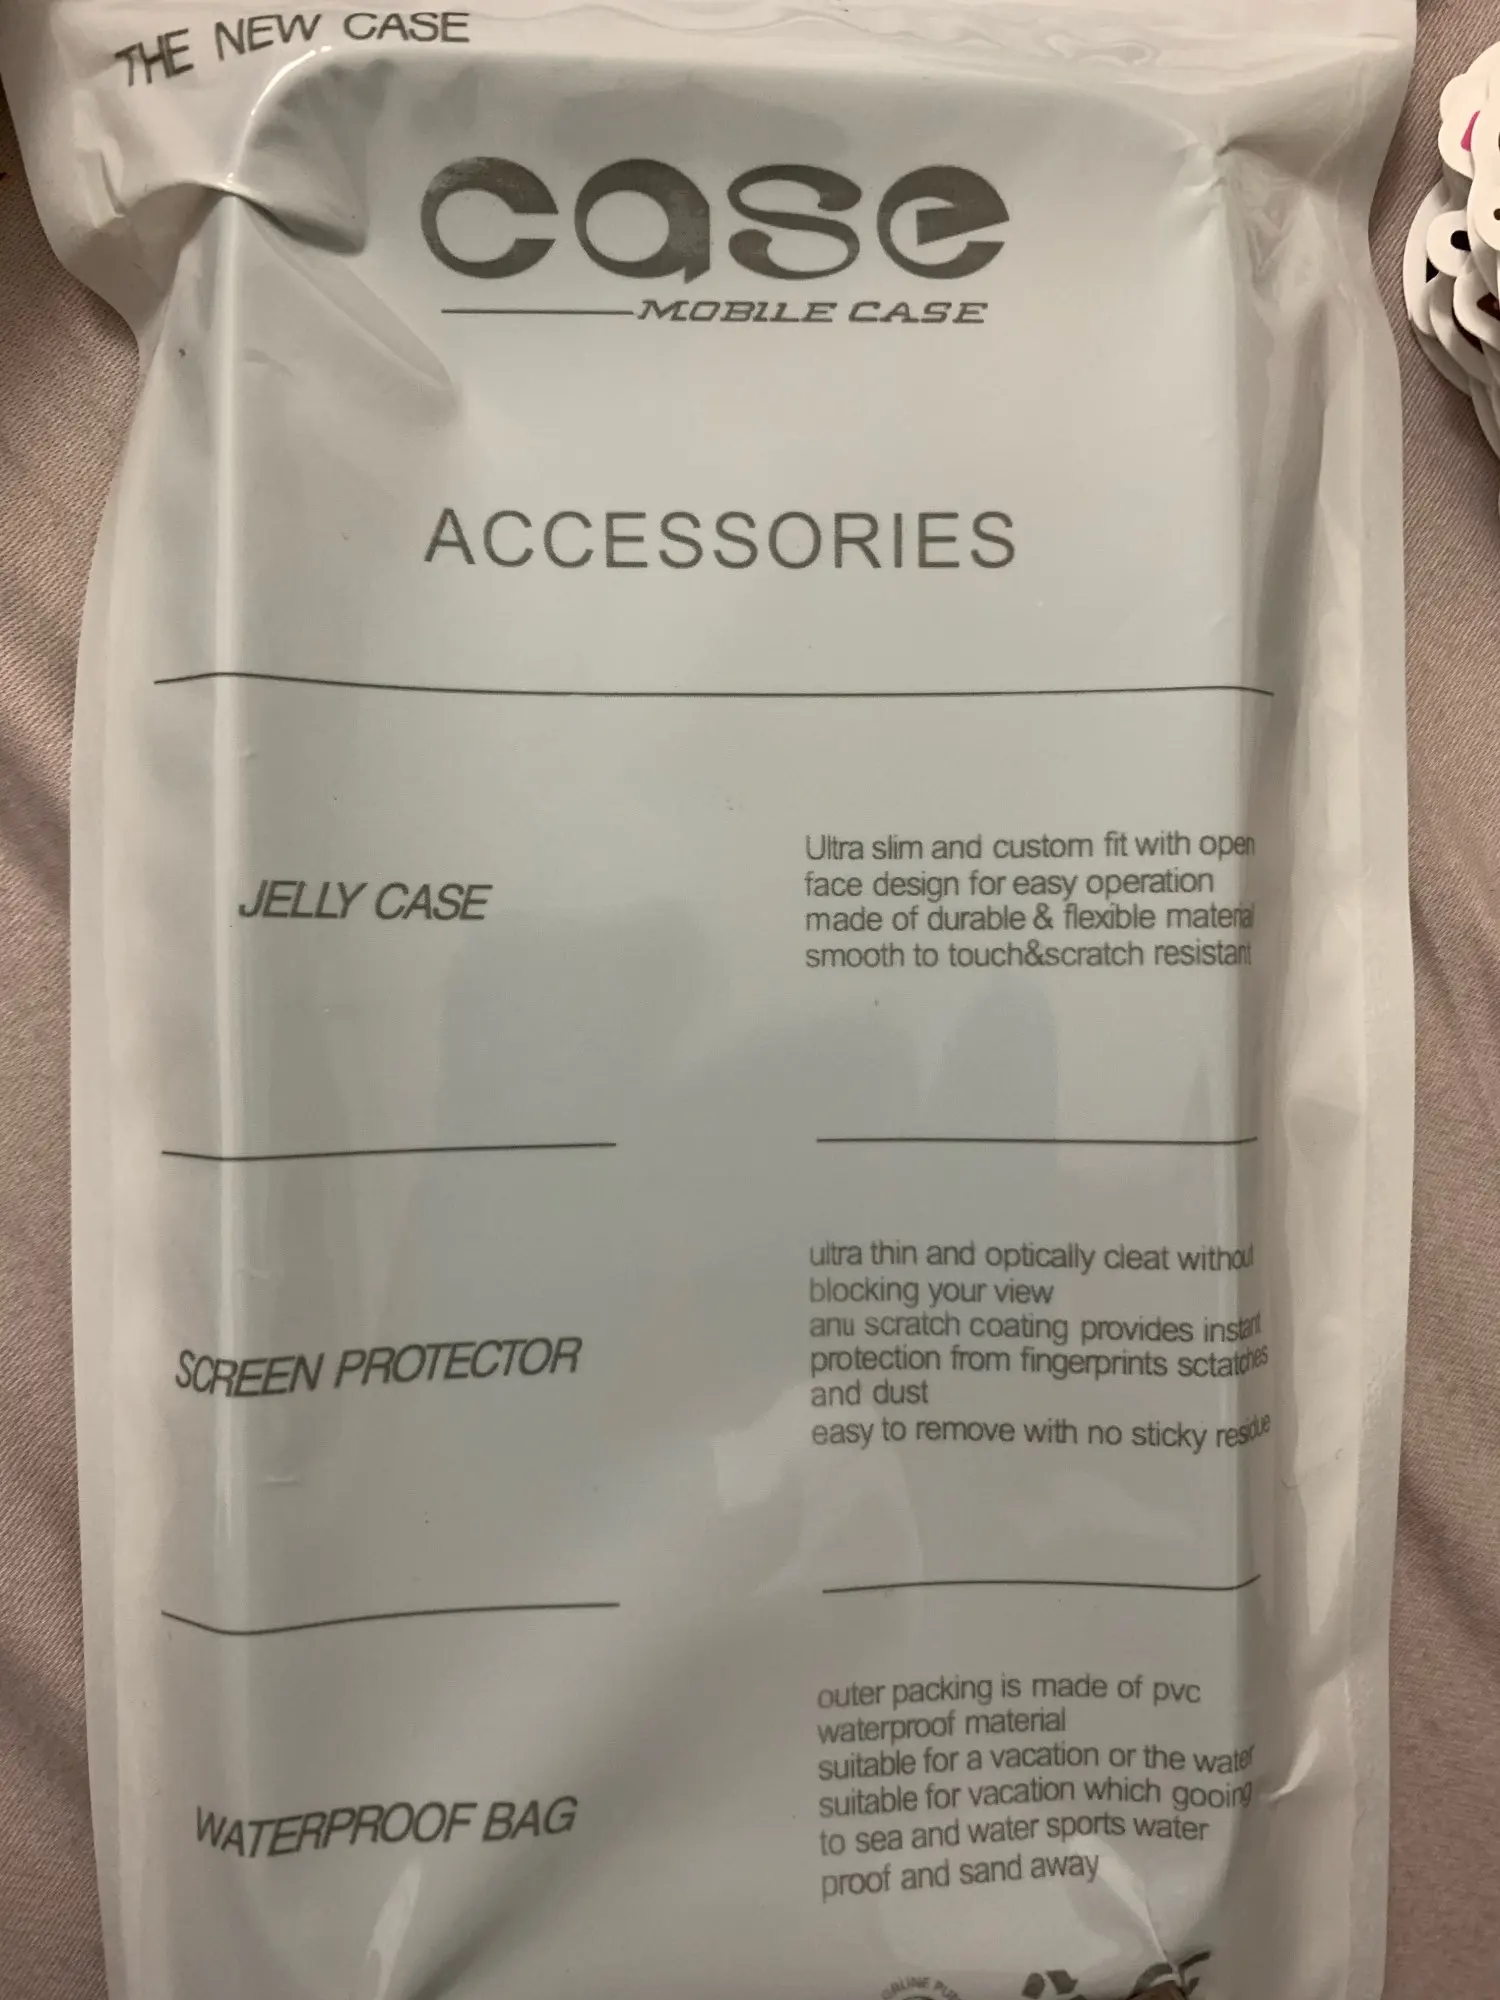 THE NEW CASE
case
MOBILE CASE
ACCESSORIES
JELLY CASE
Ultra slim and custom fit with open
face design for easy operation
made of durable & flexible material
smooth to touch&scratch resistant
SCREEN PROTECTOR
ultra thin and optically cleat without
blocking your view
anu scratch coating provides instant
protection from fingerprints sctatches
and dust
easy to remove with no sticky residue
WATERPROOF BAG
outer packing is made of pvc
waterproof material
suitable for a vacation or the water
suitable for vacation which gooing
to sea and water sports water
proof and sand away